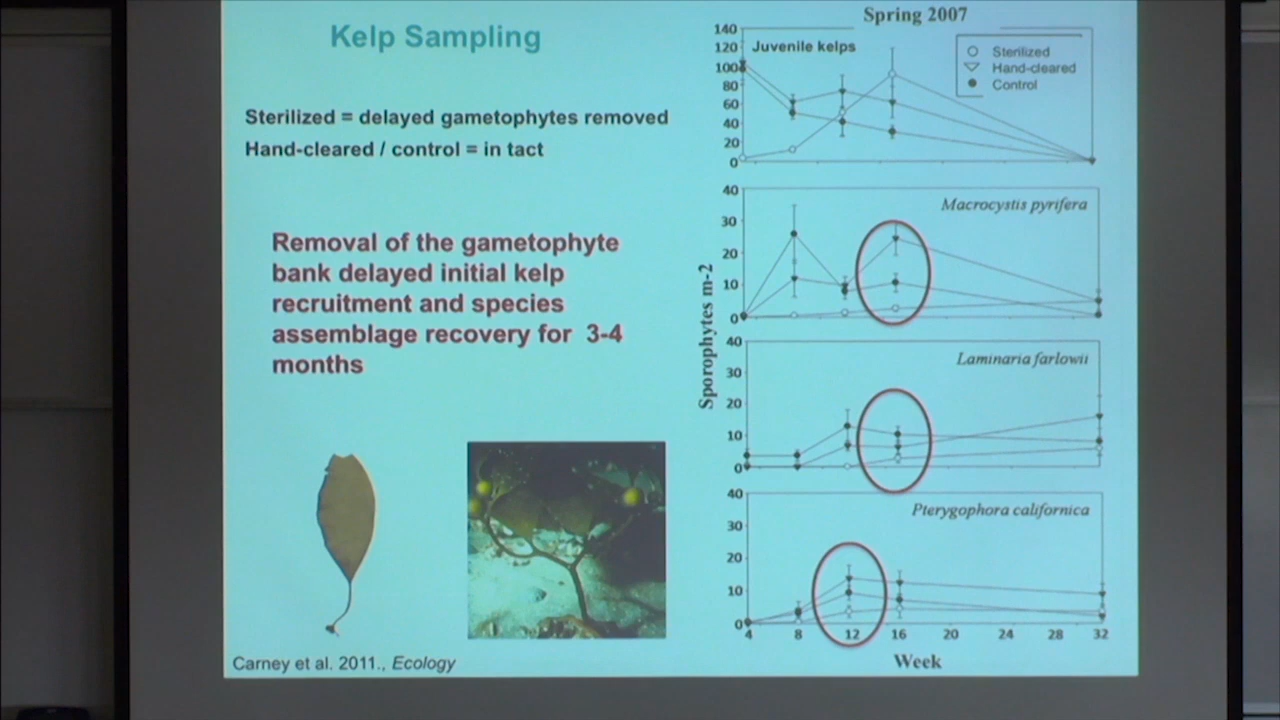 Kelp Sampling
Sterilized = delayed gametophytes removed
Hand-cleared / control = in tact
Removal of the gametophyte
bank delayed initial kelp
recruitment and species
assemblage recovery for 3-4
months
Carney et al. 2011., Ecology
Spring 2007
140
120
100
80
60
40
20
0
Juvenile kelps
Sterilized
Hand-cleared
Control
Sporophytes m-2
40
30
20
10
0
Macrocystis pyrifera
40
30
20
10
0
Laminaria farlowii
40
30
20
10
0
Pterygophora californica
4 8 12 16 20 24 28 32
Week